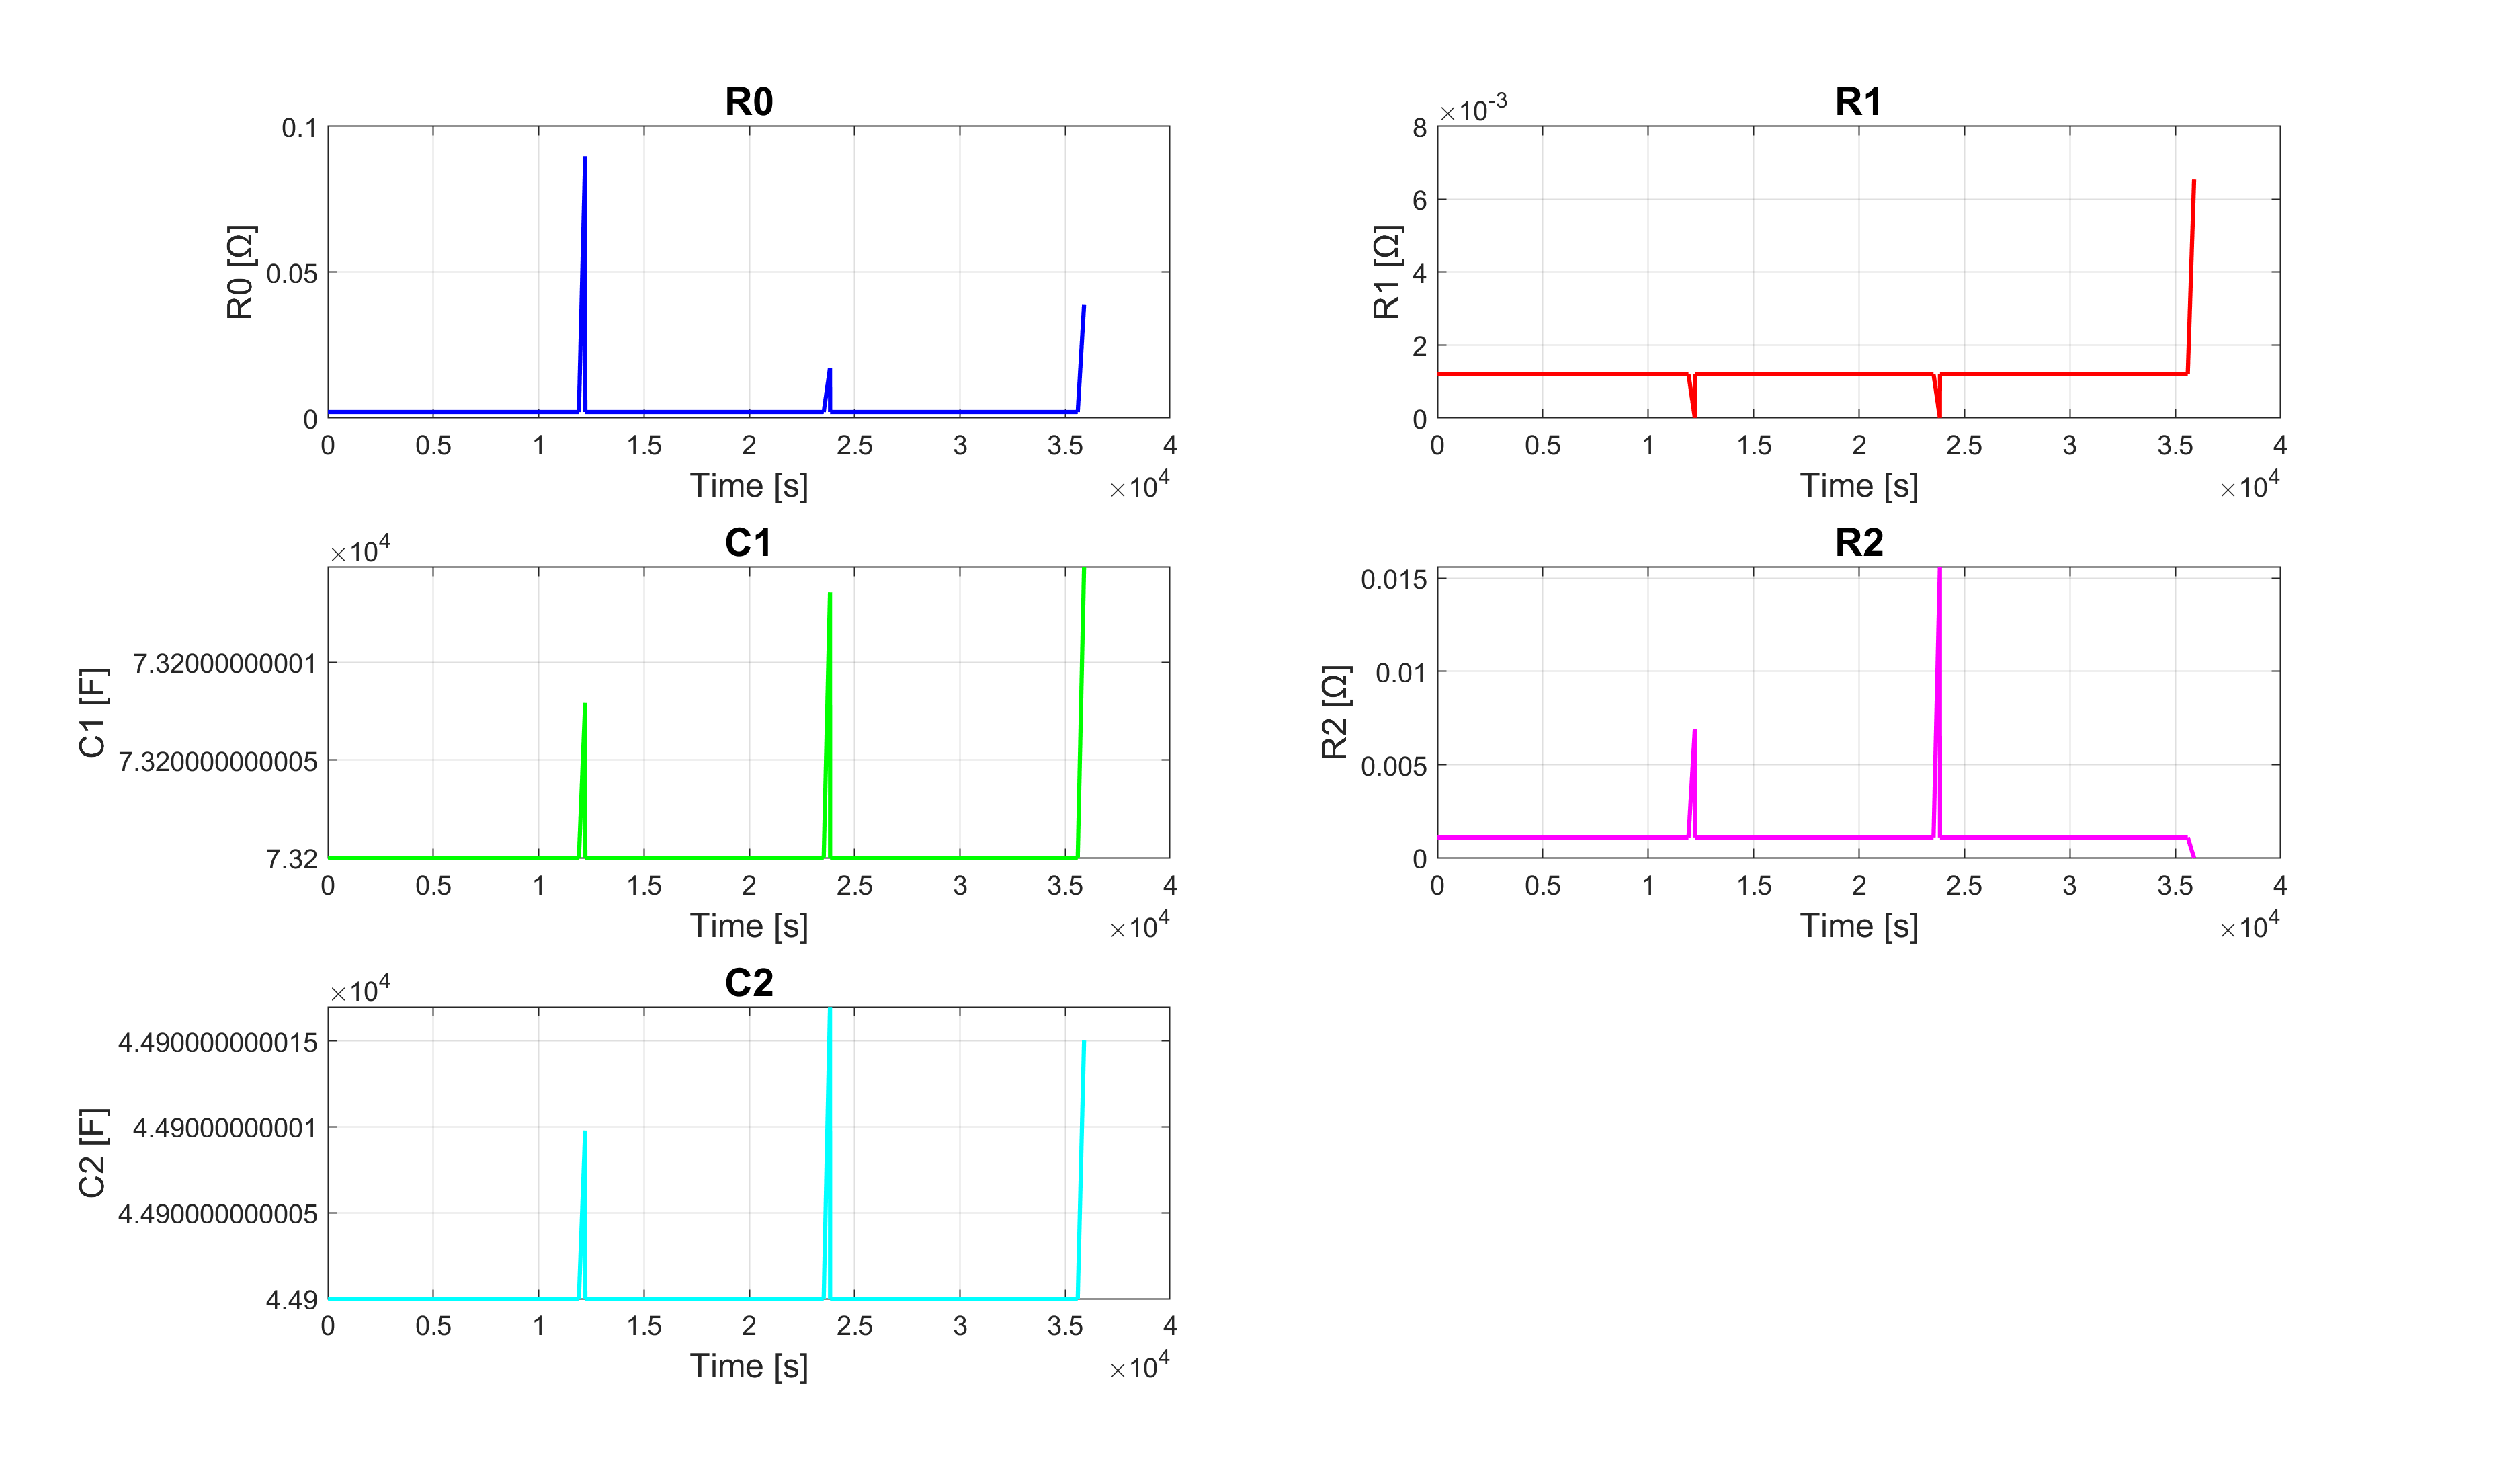 R0
0.1
0.05
0
R0 [Ω]
0 0.5 1 1.5 2 2.5 3 3.5 4
Time [s]
×10^4
R1
×10^-3
8
6
4
2
0
R1 [Ω]
0 0.5 1 1.5 2 2.5 3 3.5 4
Time [s]
×10^4
C1
×10^4
7.32000000001
7.320000000005
7.32
C1 [F]
0 0.5 1 1.5 2 2.5 3 3.5 4
Time [s]
×10^4
R2
0.015
0.01
0.005
0
R2 [Ω]
0 0.5 1 1.5 2 2.5 3 3.5 4
Time [s]
×10^4
C2
×10^4
4.490000000015
4.49000000001
4.490000000005
4.49
C2 [F]
0 0.5 1 1.5 2 2.5 3 3.5 4
Time [s]
×10^4